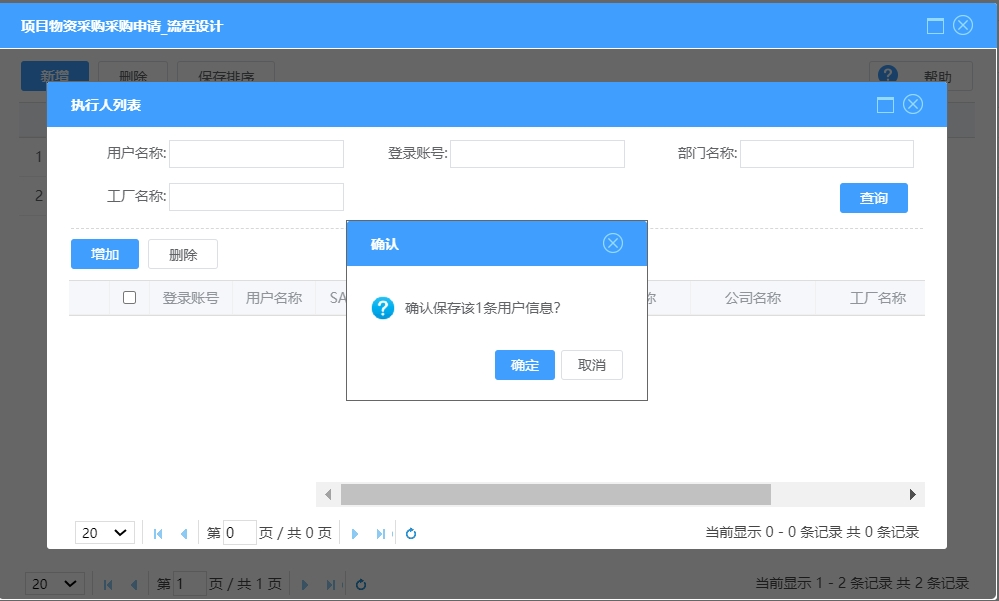 项目物资采购采购申请_流程设计
新增 删除 保存排序 帮助
执行人列表
用户名称: 登录账号: 部门名称:
1
工厂名称: 查询
2
确认
增加 删除
登录账号 用户名称 SA 称 公司名称 工厂名称
确认保存该1条用户信息?
确定 取消
20 第 0 页 / 共 0 页 当前显示 0 - 0 条记录 共 0 条记录
20 第 1 页 / 共 1 页 当前显示 1 - 2 条记录 共 2 条记录